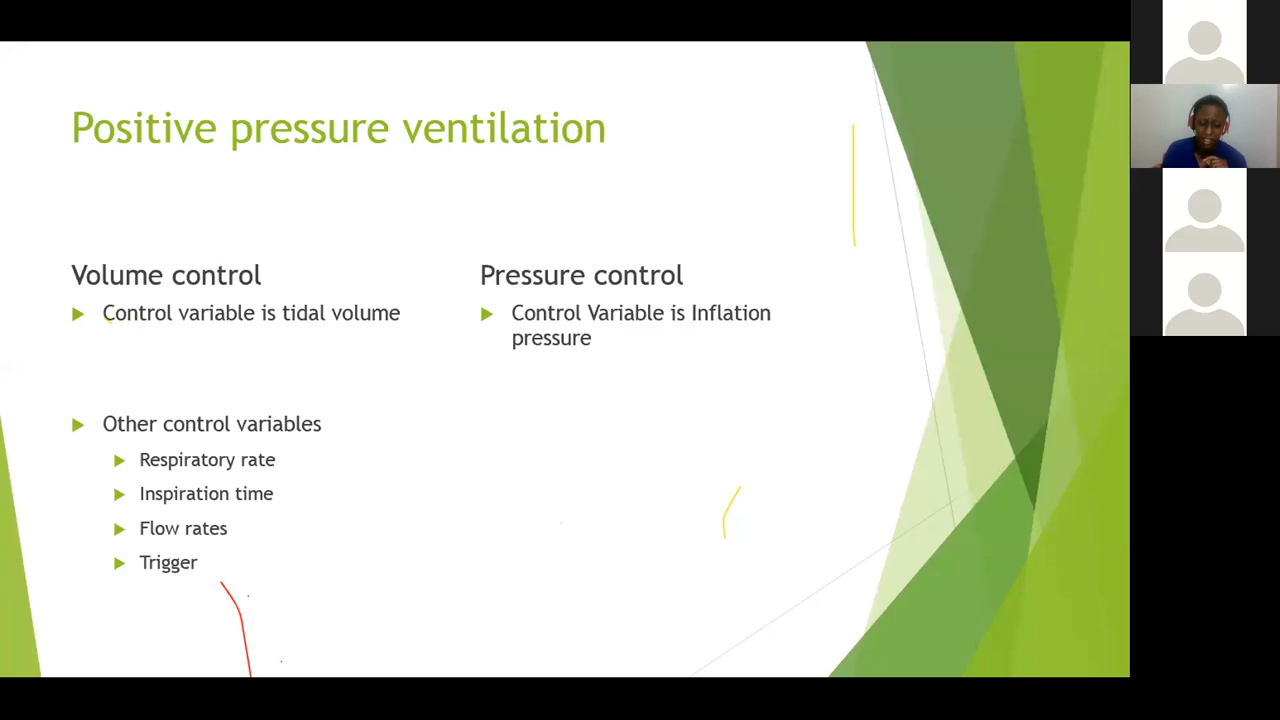 Positive pressure ventilation
Volume control
Control variable is tidal volume
Other control variables
Respiratory rate
Inspiration time
Flow rates
Trigger
Pressure control
Control Variable is Inflation
pressure